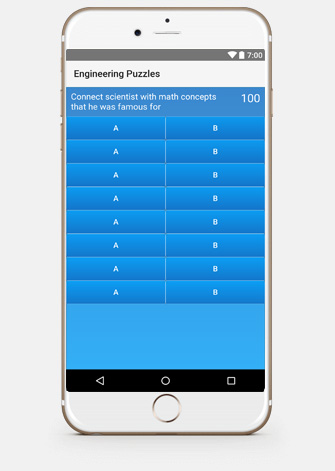 7:00
Engineering Puzzles
Connect scientist with math concepts 100
that he was famous for
A B
A B
A B
A B
A B
A B
A B
A B